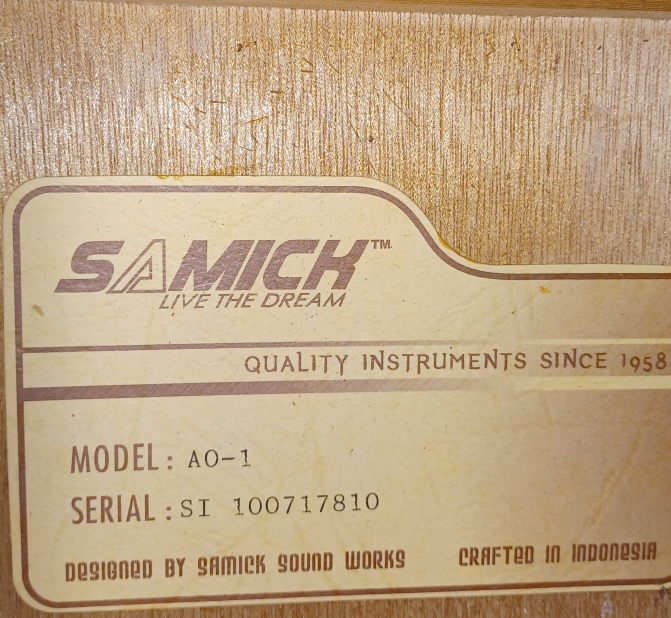 SAMICK™
LIVE THE DREAM
QUALITY INSTRUMENTS SINCE 1958
MODEL: AO-1
SERIAL: SI 100717810
DESIGNED BY SAMICK SOUND WORKS CRAFTED IN INDONESIA